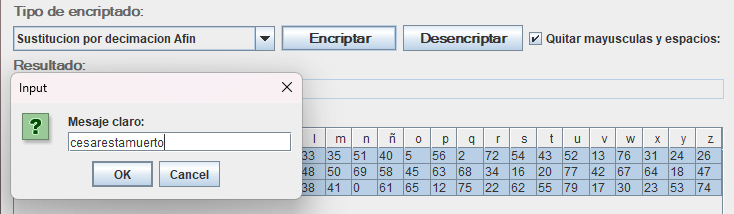 Tipo de encriptado:
Sustitucion por decimacion Afin Encriptar Desencriptar Quitar mayusculas y espacios:
Resultado:
Input
Mesaje claro:
cesarestamuerto
OK Cancel
l m n ñ o p q r s t u v w x y z
33 35 51 40 5 56 2 72 54 43 52 13 76 31 24 26
48 50 69 58 45 63 68 34 16 20 77 42 67 64 18 47
38 41 0 61 65 12 75 22 62 55 79 17 30 23 53 74